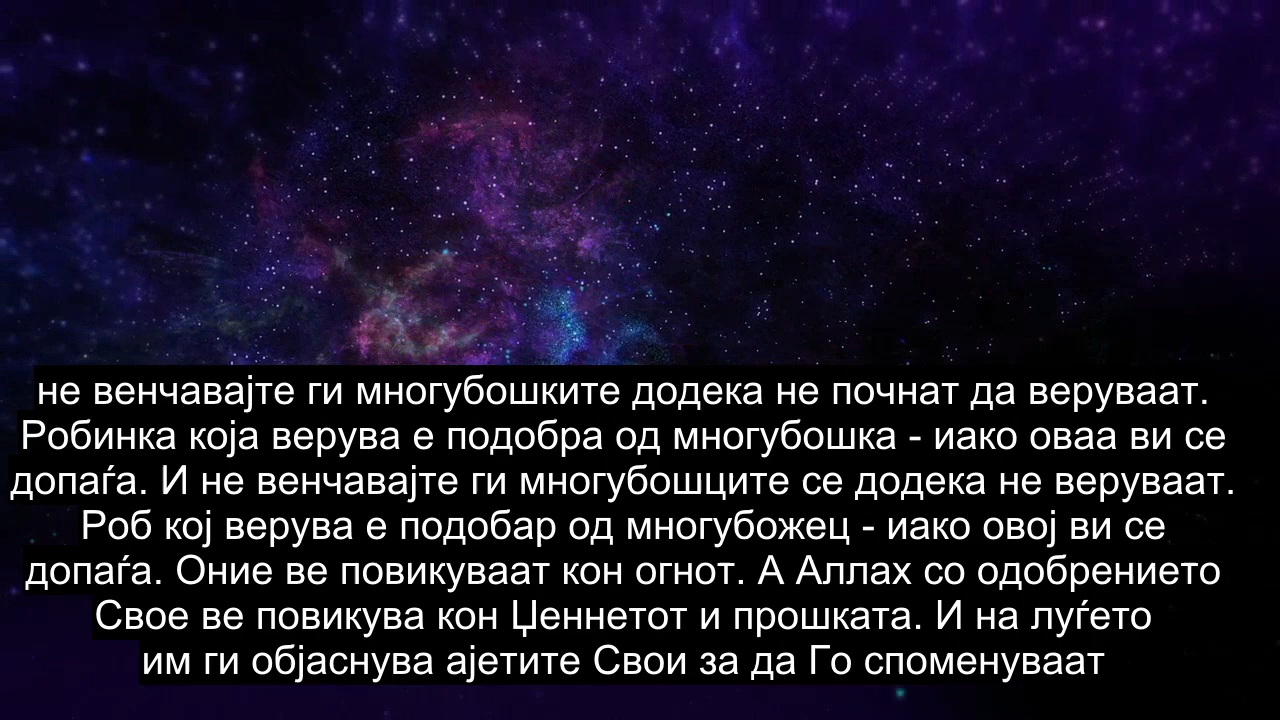 не венчавајте ги многубошките додека не почнат да веруваат.
Робинка која верува е подобра од многубошка - иако оваа ви се
допаѓа. И не венчавајте ги многубошците се додека не веруваат.
Роб кој верува е подобар од многубожец - иако овој ви се
допаѓа. Оние ве повикуваат кон огнот. А Аллах со одобрението
Свое ве повикува кон Џеннетот и прошката. И на луѓето
им ги објаснува ајетите Свои за да Го споменуваат